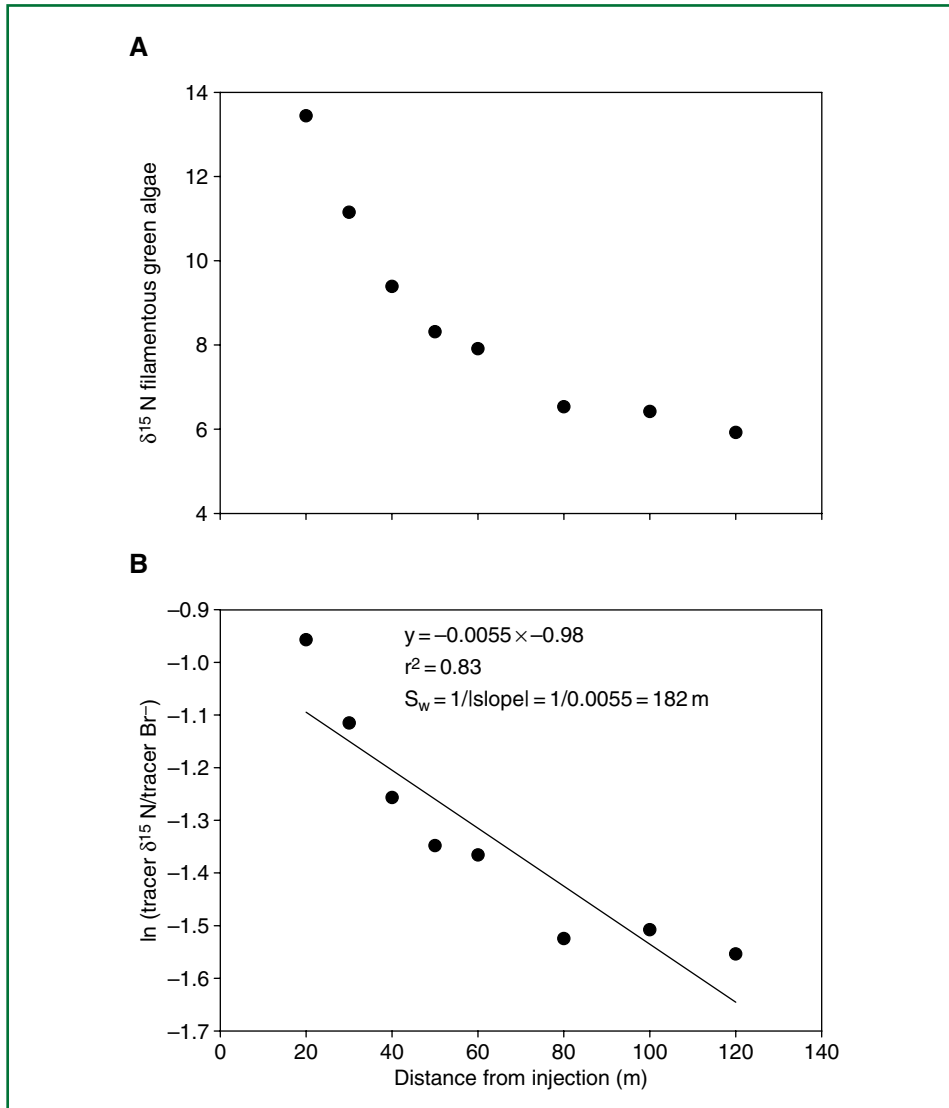 A
14
12
10
8
6
4
δ¹⁵ N filamentous green algae
B
−0.9
−1.0
−1.1
−1.2
−1.3
−1.4
−1.5
−1.6
−1.7
ln (tracer δ¹⁵ N/tracer Br⁻)
y = −0.0055 × −0.98
r² = 0.83
S_w = 1/|slope| = 1/0.0055 = 182 m
0 20 40 60 80 100 120 140
Distance from injection (m)